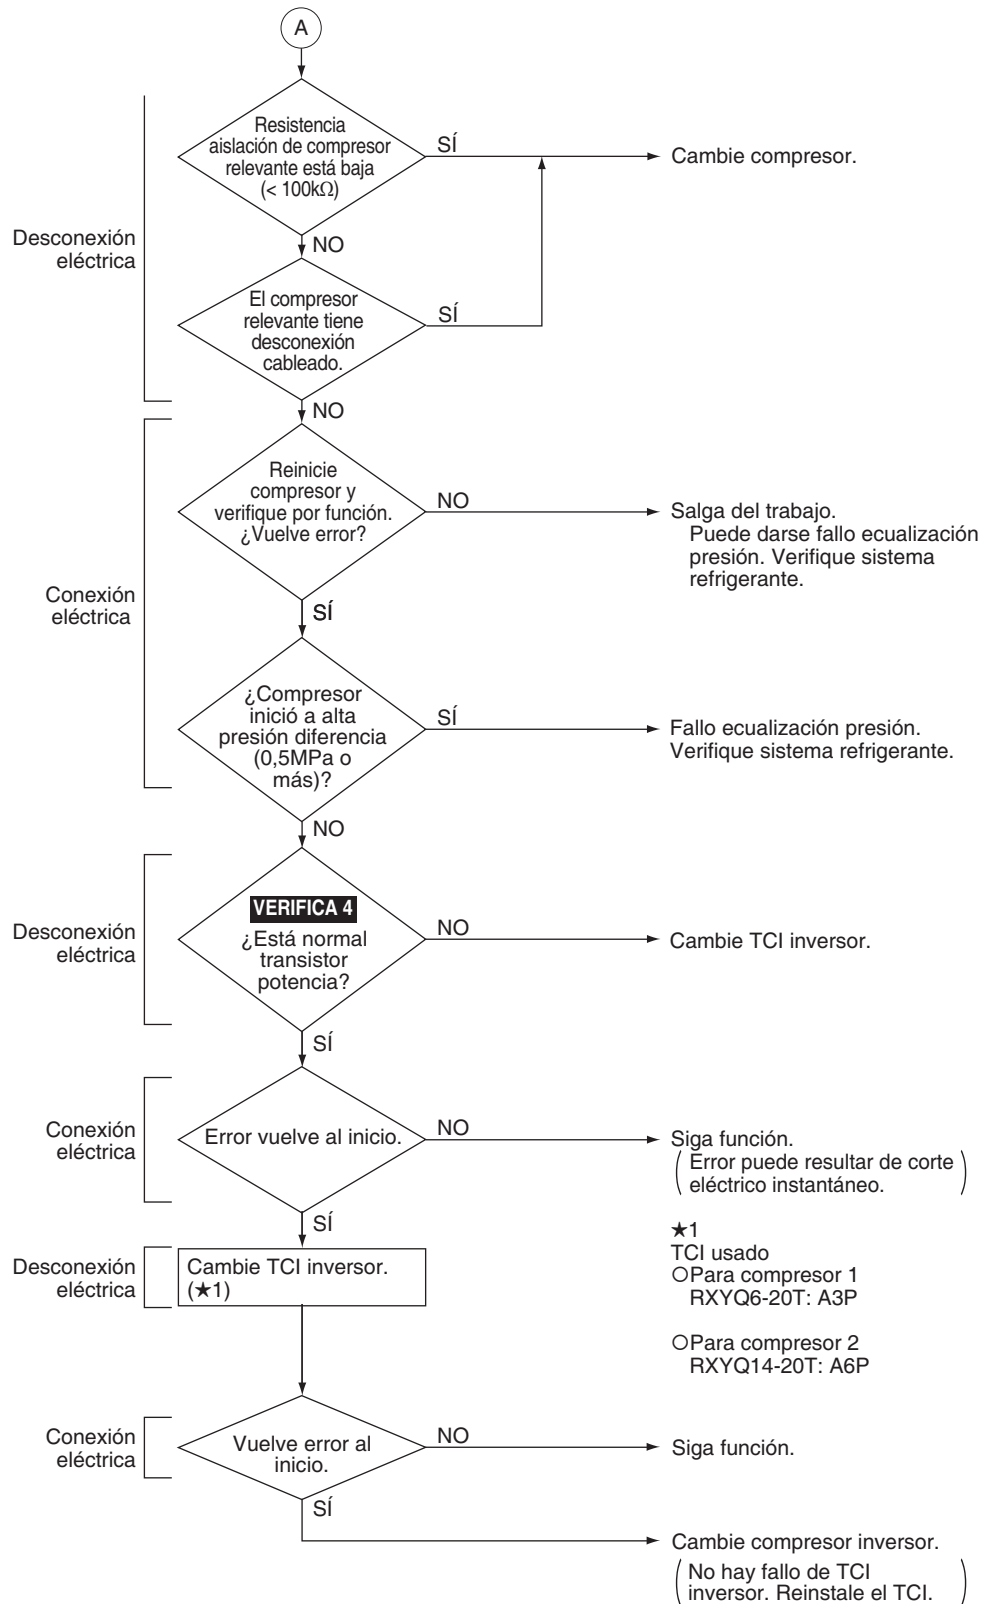 A
Resistencia
aislación de compresor
relevante está baja
(< 100kΩ)
SÍ
Cambie compresor.
Desconexión
eléctrica
NO
El compresor
relevante tiene
desconexión
cableado.
SÍ
NO
Reinicie
compresor y
verifique por función.
¿Vuelve error?
NO
Salga del trabajo.
Puede darse fallo ecualización
presión. Verifique sistema
refrigerante.
Conexión
eléctrica
SÍ
¿Compresor
inició a alta
presión diferencia
(0,5MPa o
más)?
SÍ
Fallo ecualización presión.
Verifique sistema refrigerante.
NO
Desconexión
eléctrica
VERIFICA 4
¿Está normal
transistor
potencia?
NO
Cambie TCI inversor.
SÍ
Conexión
eléctrica
Error vuelve al inicio.
NO
Siga función.
(Error puede resultar de corte
eléctrico instantáneo.)
SÍ
★1
TCI usado
○Para compresor 1
RXYQ6-20T: A3P
○Para compresor 2
RXYQ14-20T: A6P
Desconexión
eléctrica
Cambie TCI inversor.
(★1)
Conexión
eléctrica
Vuelve error al
inicio.
NO
Siga función.
SÍ
Cambie compresor inversor.
(No hay fallo de TCI
inversor. Reinstale el TCI.)